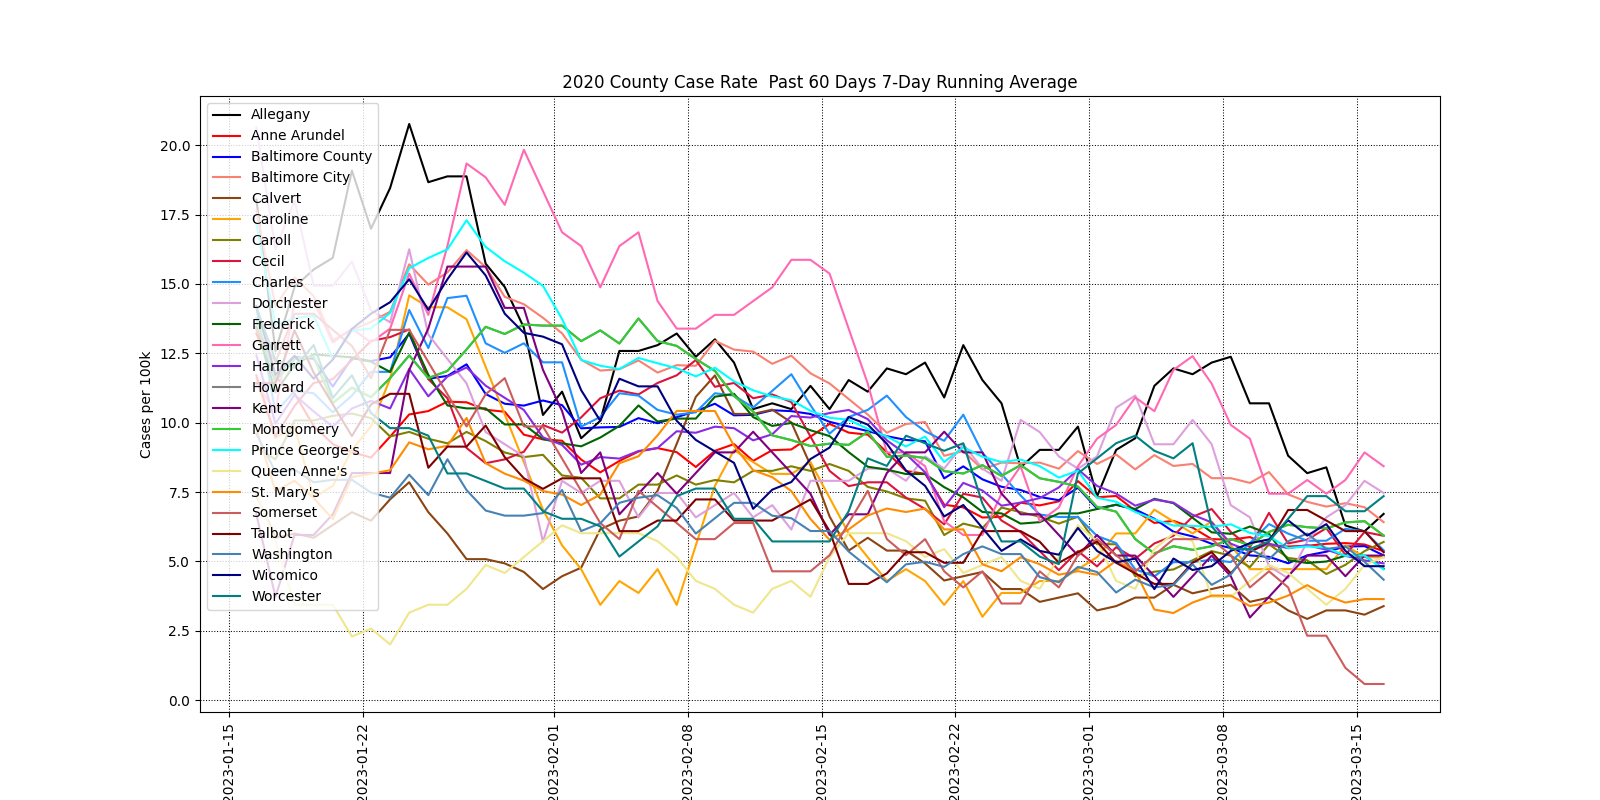 2020 County Case Rate  Past 60 Days 7-Day Running Average
Cases per 100k
20.0
17.5
15.0
12.5
10.0
7.5
5.0
2.5
0.0
Allegany
Anne Arundel
Baltimore County
Baltimore City
Calvert
Caroline
Caroll
Cecil
Charles
Dorchester
Frederick
Garrett
Harford
Howard
Kent
Montgomery
Prince George's
Queen Anne's
St. Mary's
Somerset
Talbot
Washington
Wicomico
Worcester
2023-01-15
2023-01-22
2023-02-01
2023-02-08
2023-02-15
2023-02-22
2023-03-01
2023-03-08
2023-03-15